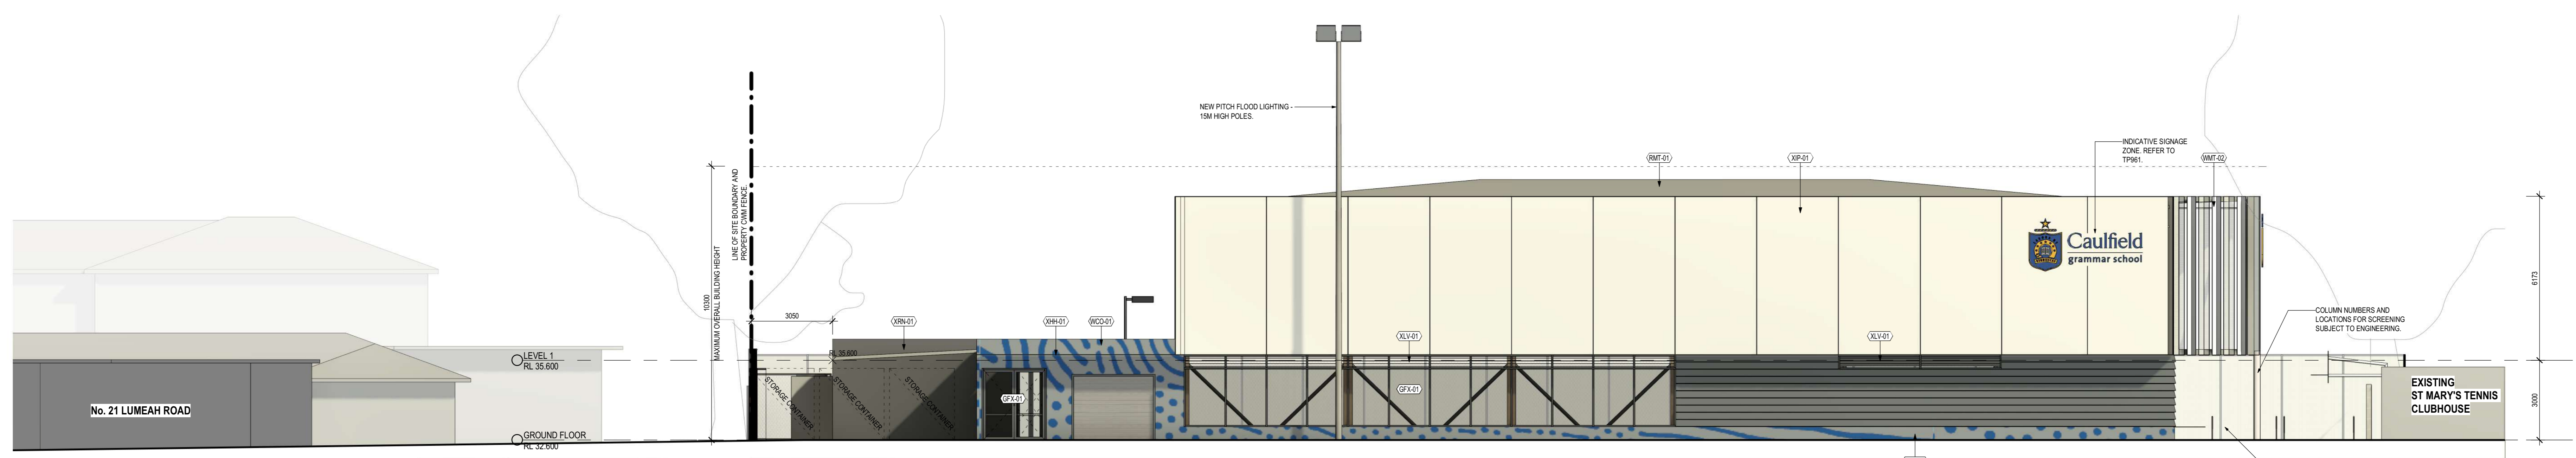 NEW PITCH FLOOD LIGHTING -
15M HIGH POLES.
INDICATIVE SIGNAGE
ZONE. REFER TO
TP961.
RMT-01
XIP-01
WMT-02
LINE OF SITE BOUNDARY AND
PROPERTY CWM FENCE.
MAXIMUM OVERALL BUILDING HEIGHT
10300
3050
Caulfield
grammar school
6173
XRN-01
XHH-01
WCO-01
XLV-01
XLV-01
COLUMN NUMBERS AND
LOCATIONS FOR SCREENING
SUBJECT TO ENGINEERING.
LEVEL 1
RL 35.600
RL 35.600
STORAGE CONTAINER
STORAGE CONTAINER
STORAGE CONTAINER
GFX-01
GFX-01
No. 21 LUMEAH ROAD
EXISTING
ST MARY'S TENNIS
CLUBHOUSE
3000
GROUND FLOOR
RL 32.600